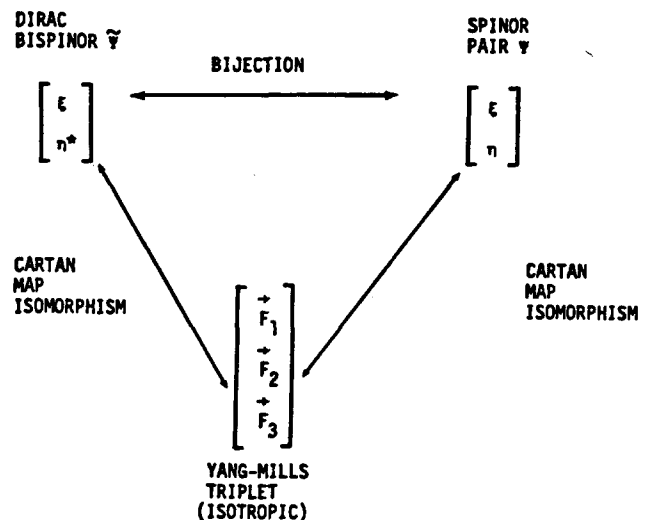 DIRAC
BISPINOR Ψ̃
SPINOR
PAIR Ψ
BIJECTION
ξ
η*
ξ
η
CARTAN
MAP
ISOMORPHISM
CARTAN
MAP
ISOMORPHISM
F⃗₁
F⃗₂
F⃗₃
YANG-MILLS
TRIPLET
(ISOTROPIC)